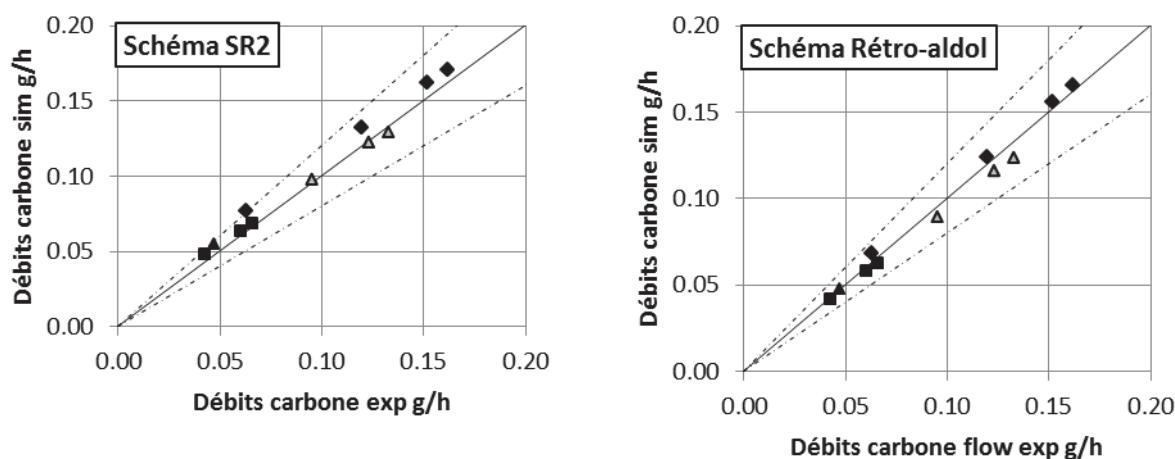 Schéma SR2
Débits carbone sim g/h
0.20
0.15
0.10
0.05
0.00
0.00 0.05 0.10 0.15 0.20
Débits carbone exp g/h
Schéma Rétro-aldol
Débits carbone sim g/h
0.20
0.15
0.10
0.05
0.00
0.00 0.05 0.10 0.15 0.20
Débits carbone flow exp g/h